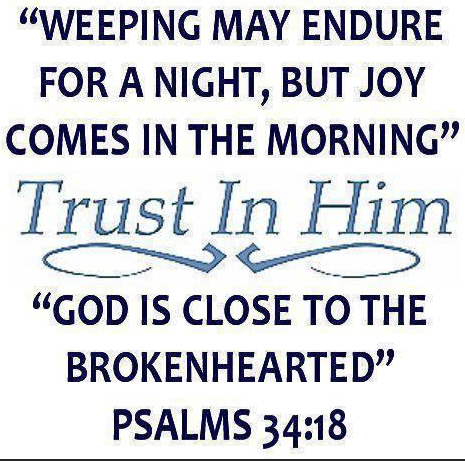 “WEEPING MAY ENDURE
FOR A NIGHT, BUT JOY
COMES IN THE MORNING”
Trust In Him
“GOD IS CLOSE TO THE
BROKENHEARTED”
PSALMS 34:18